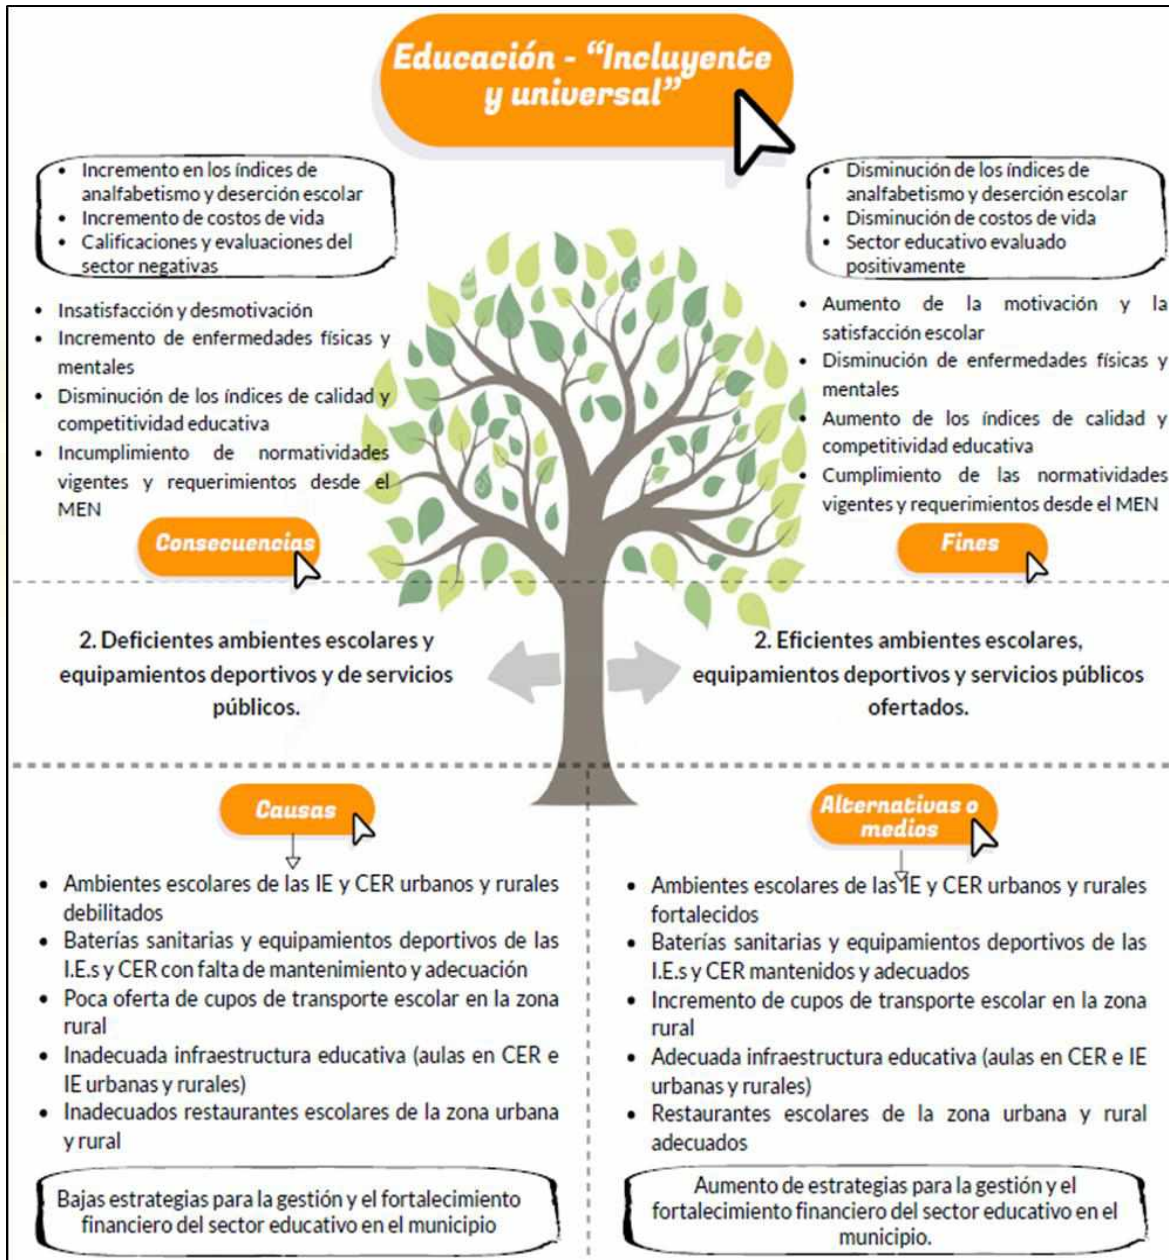 Educación - “Incluyente
y universal”
• Incremento en los índices de
analfabetismo y deserción escolar
• Incremento de costos de vida
• Calificaciones y evaluaciones del
sector negativas
• Insatisfacción y desmotivación
• Incremento de enfermedades físicas y
mentales
• Disminución de los índices de calidad y
competitividad educativa
• Incumplimiento de normatividades
vigentes y requerimientos desde el
MEN
Consecuencias
• Disminución de los índices de
analfabetismo y deserción escolar
• Disminución de costos de vida
• Sector educativo evaluado
positivamente
• Aumento de la motivación y la
satisfacción escolar
• Disminución de enfermedades físicas y
mentales
• Aumento de los índices de calidad y
competitividad educativa
• Cumplimiento de las normatividades
vigentes y requerimientos desde el MEN
Fines
2. Deficientes ambientes escolares y
equipamientos deportivos y de servicios
públicos.
2. Eficientes ambientes escolares,
equipamientos deportivos y servicios públicos
ofertados.
Causas
• Ambientes escolares de las IE y CER urbanos y rurales
debilitados
• Baterías sanitarias y equipamientos deportivos de las
I.E.s y CER con falta de mantenimiento y adecuación
• Poca oferta de cupos de transporte escolar en la zona
rural
• Inadecuada infraestructura educativa (aulas en CER e
IE urbanas y rurales)
• Inadecuados restaurantes escolares de la zona urbana
y rural
Bajas estrategias para la gestión y el fortalecimiento
financiero del sector educativo en el municipio
Alternativas o
medios
• Ambientes escolares de las IE y CER urbanos y rurales
fortalecidos
• Baterías sanitarias y equipamientos deportivos de las
I.E.s y CER mantenidos y adecuados
• Incremento de cupos de transporte escolar en la zona
rural
• Adecuada infraestructura educativa (aulas en CER e IE
urbanas y rurales)
• Restaurantes escolares de la zona urbana y rural
adecuados
Aumento de estrategias para la gestión y el
fortalecimiento financiero del sector educativo en el
municipio.